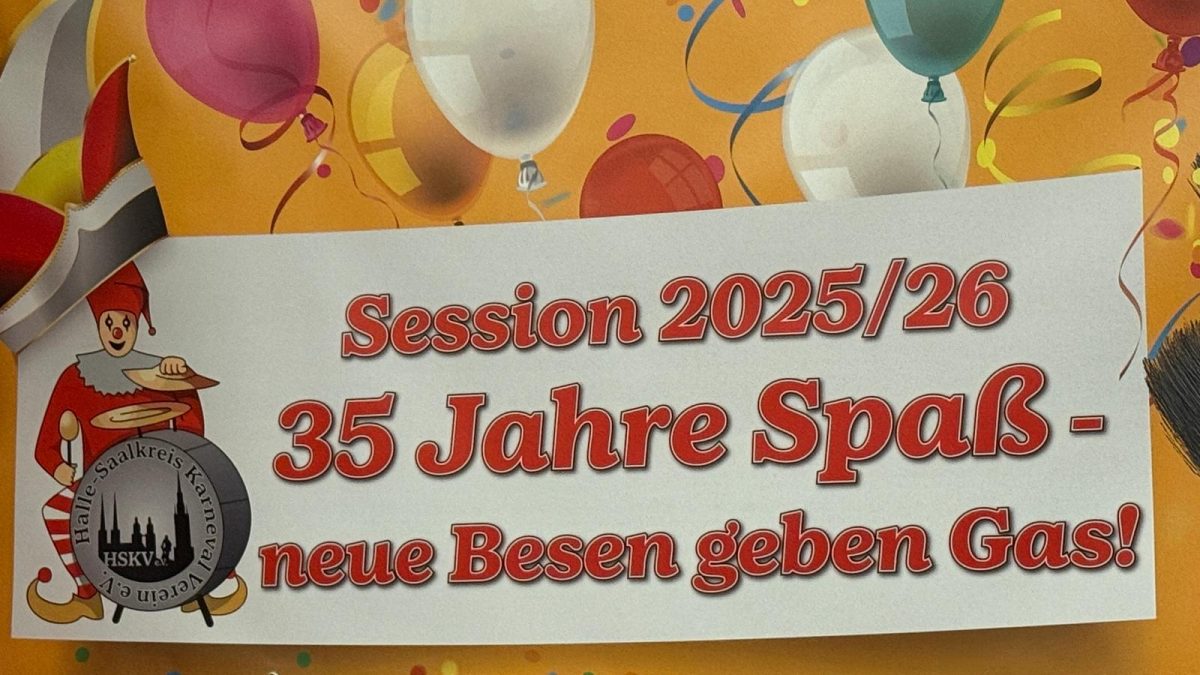 Session 2025/26
35 Jahre Spaß -
neue Besen geben Gas!
Halle-Saalkreis Karneval Verein e.V.
HSKV e.V.